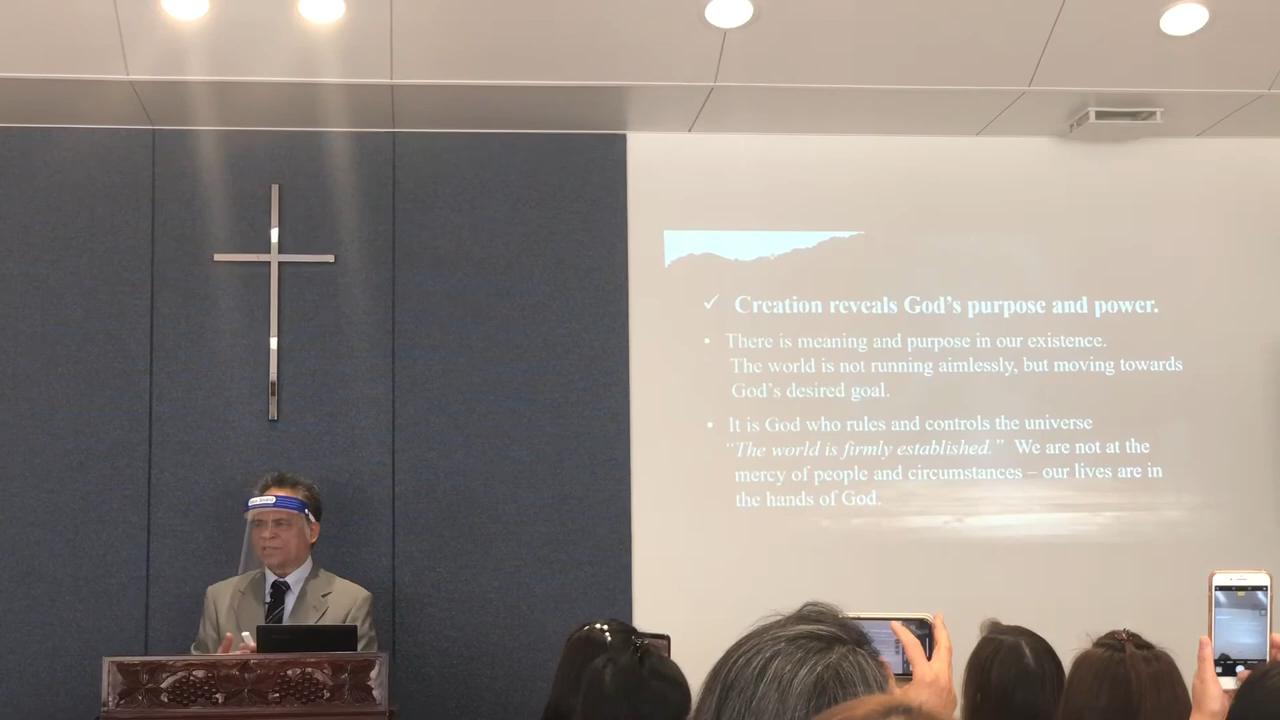 ✓ Creation reveals God's purpose and power.
• There is meaning and purpose in our existence.
The world is not running aimlessly, but moving towards
God's desired goal.
• It is God who rules and controls the universe
“The world is firmly established.” We are not at the
mercy of people and circumstances – our lives are in
the hands of God.